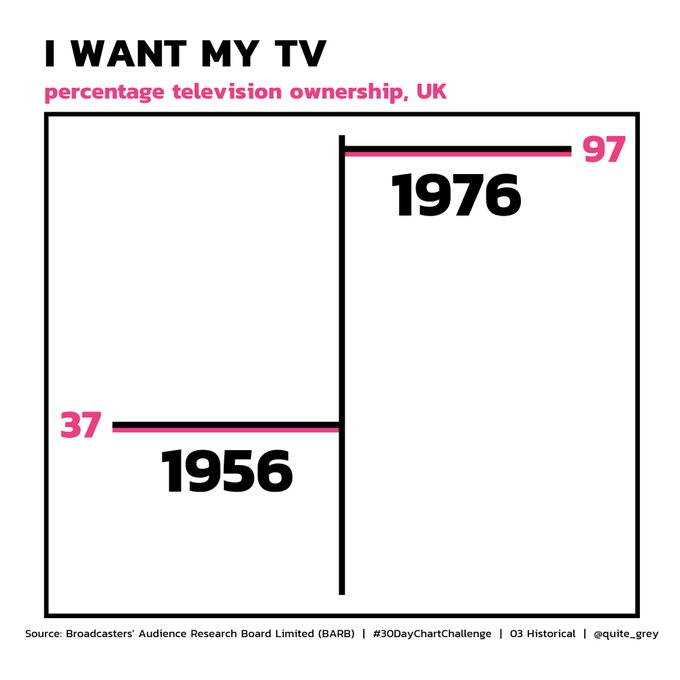 I WANT MY TV
percentage television ownership, UK
97
1976
37
1956
Source: Broadcasters' Audience Research Board Limited (BARB) | #30DayChartChallenge | 03 Historical | @quite_grey